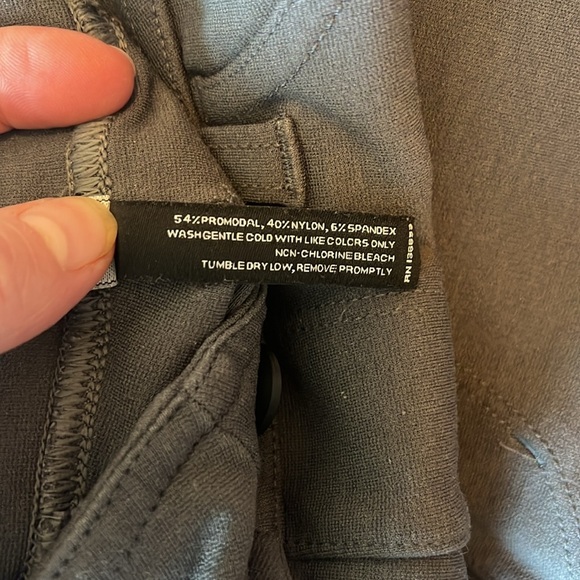 54% PROMODAL, 40% NYLON, 6% SPANDEX
WASH GENTLE COLD WITH LIKE COLORS ONLY
NON-CHLORINE BLEACH
TUMBLE DRY LOW, REMOVE PROMPTLY
RN